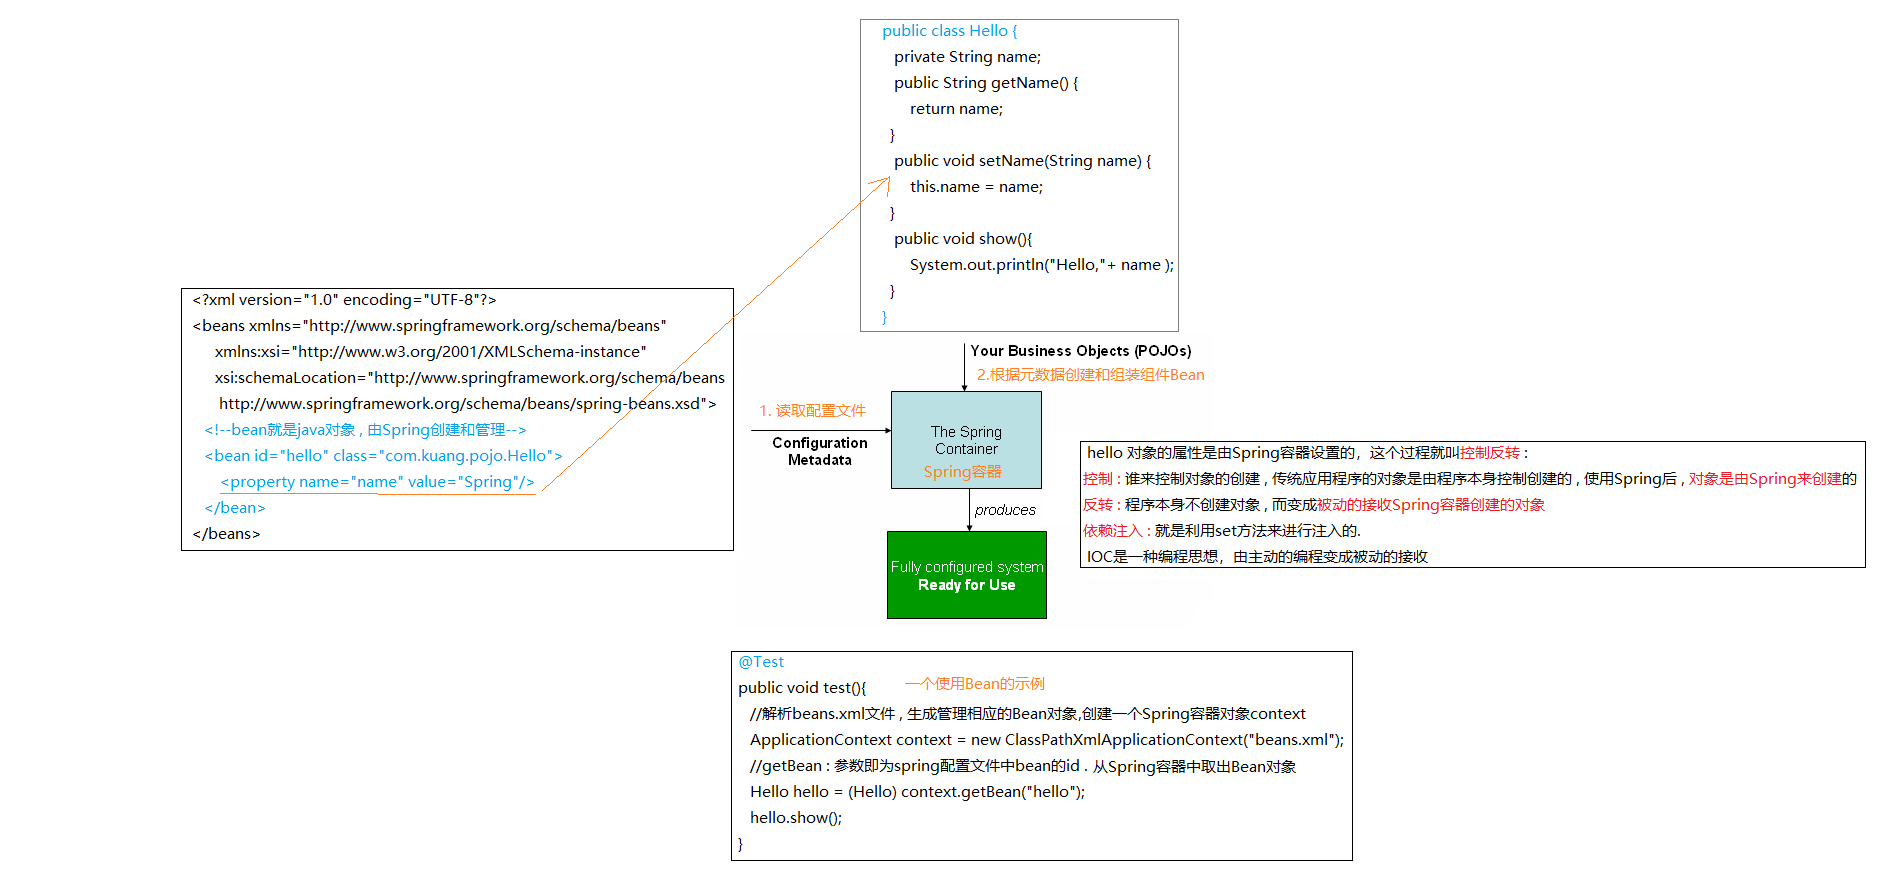 public class Hello {
private String name;
public String getName() {
return name;
}
public void setName(String name) {
this.name = name;
}
public void show(){
System.out.println("Hello,"+ name );
}
}
<?xml version="1.0" encoding="UTF-8"?>
<beans xmlns="http://www.springframework.org/schema/beans"
xmlns:xsi="http://www.w3.org/2001/XMLSchema-instance"
xsi:schemaLocation="http://www.springframework.org/schema/beans
http://www.springframework.org/schema/beans/spring-beans.xsd">
<!--bean就是java对象 , 由Spring创建和管理-->
<bean id="hello" class="com.kuang.pojo.Hello">
<property name="name" value="Spring"/>
</bean>
</beans>
Your Business Objects (POJOs)
2.根据元数据创建和组装组件Bean
1. 读取配置文件
Configuration
Metadata
The Spring
Container
Spring容器
produces
Fully configured system
Ready for Use
hello 对象的属性是由Spring容器设置的，这个过程就叫控制反转 :
控制 : 谁来控制对象的创建 , 传统应用程序的对象是由程序本身控制创建的 , 使用Spring后 , 对象是由Spring来创建的
反转 : 程序本身不创建对象 , 而变成被动的接收Spring容器创建的对象
依赖注入 : 就是利用set方法来进行注入的.
IOC是一种编程思想，由主动的编程变成被动的接收
@Test
public void test(){
一个使用Bean的示例
//解析beans.xml文件 , 生成管理相应的Bean对象,创建一个Spring容器对象context
ApplicationContext context = new ClassPathXmlApplicationContext("beans.xml");
//getBean : 参数即为spring配置文件中bean的id . 从Spring容器中取出Bean对象
Hello hello = (Hello) context.getBean("hello");
hello.show();
}